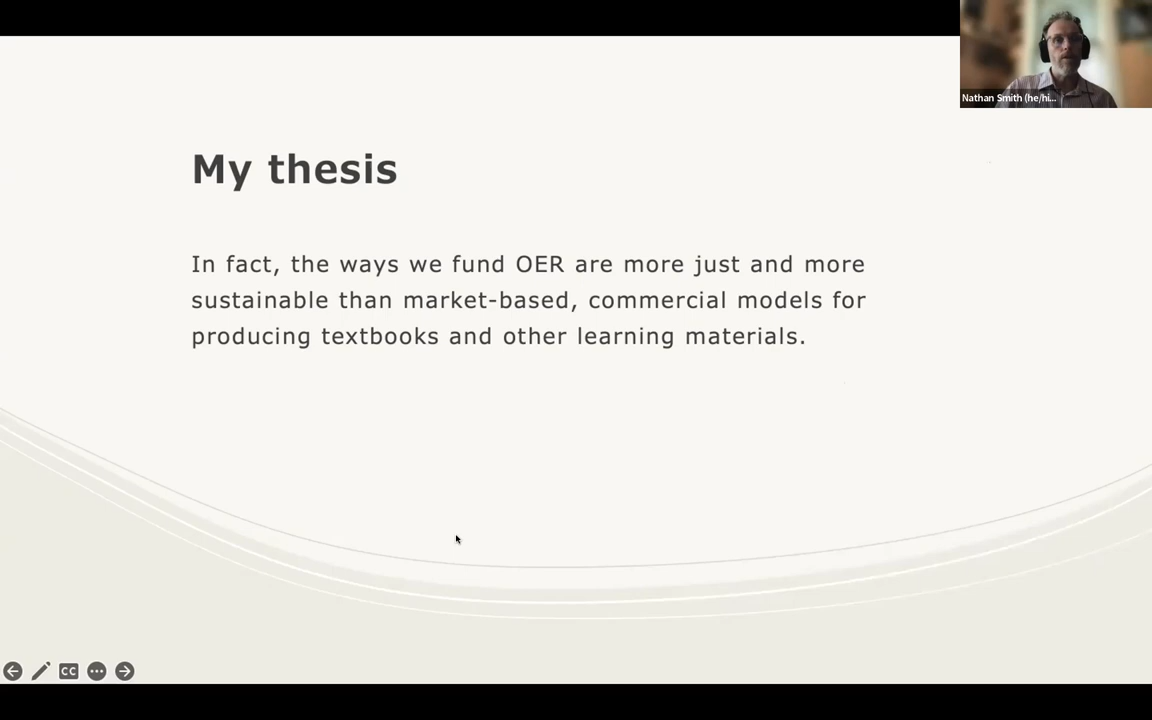 Nathan Smith (he/hi...
My thesis
In fact, the ways we fund OER are more just and more
sustainable than market-based, commercial models for
producing textbooks and other learning materials.
CC